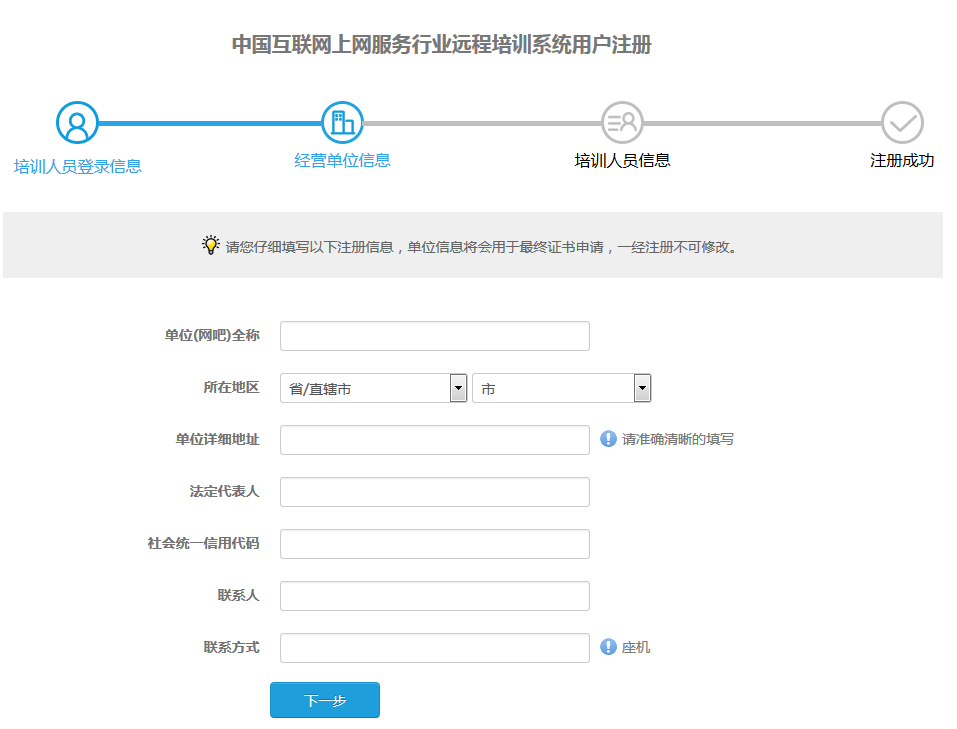 中国互联网上网服务行业远程培训系统用户注册
培训人员登录信息
经营单位信息
培训人员信息
注册成功
请您仔细填写以下注册信息，单位信息将会用于最终证书申请，一经注册不可修改。
单位(网吧)全称
所在地区 省/直辖市 市
单位详细地址 请准确清晰的填写
法定代表人
社会统一信用代码
联系人
联系方式 座机
下一步